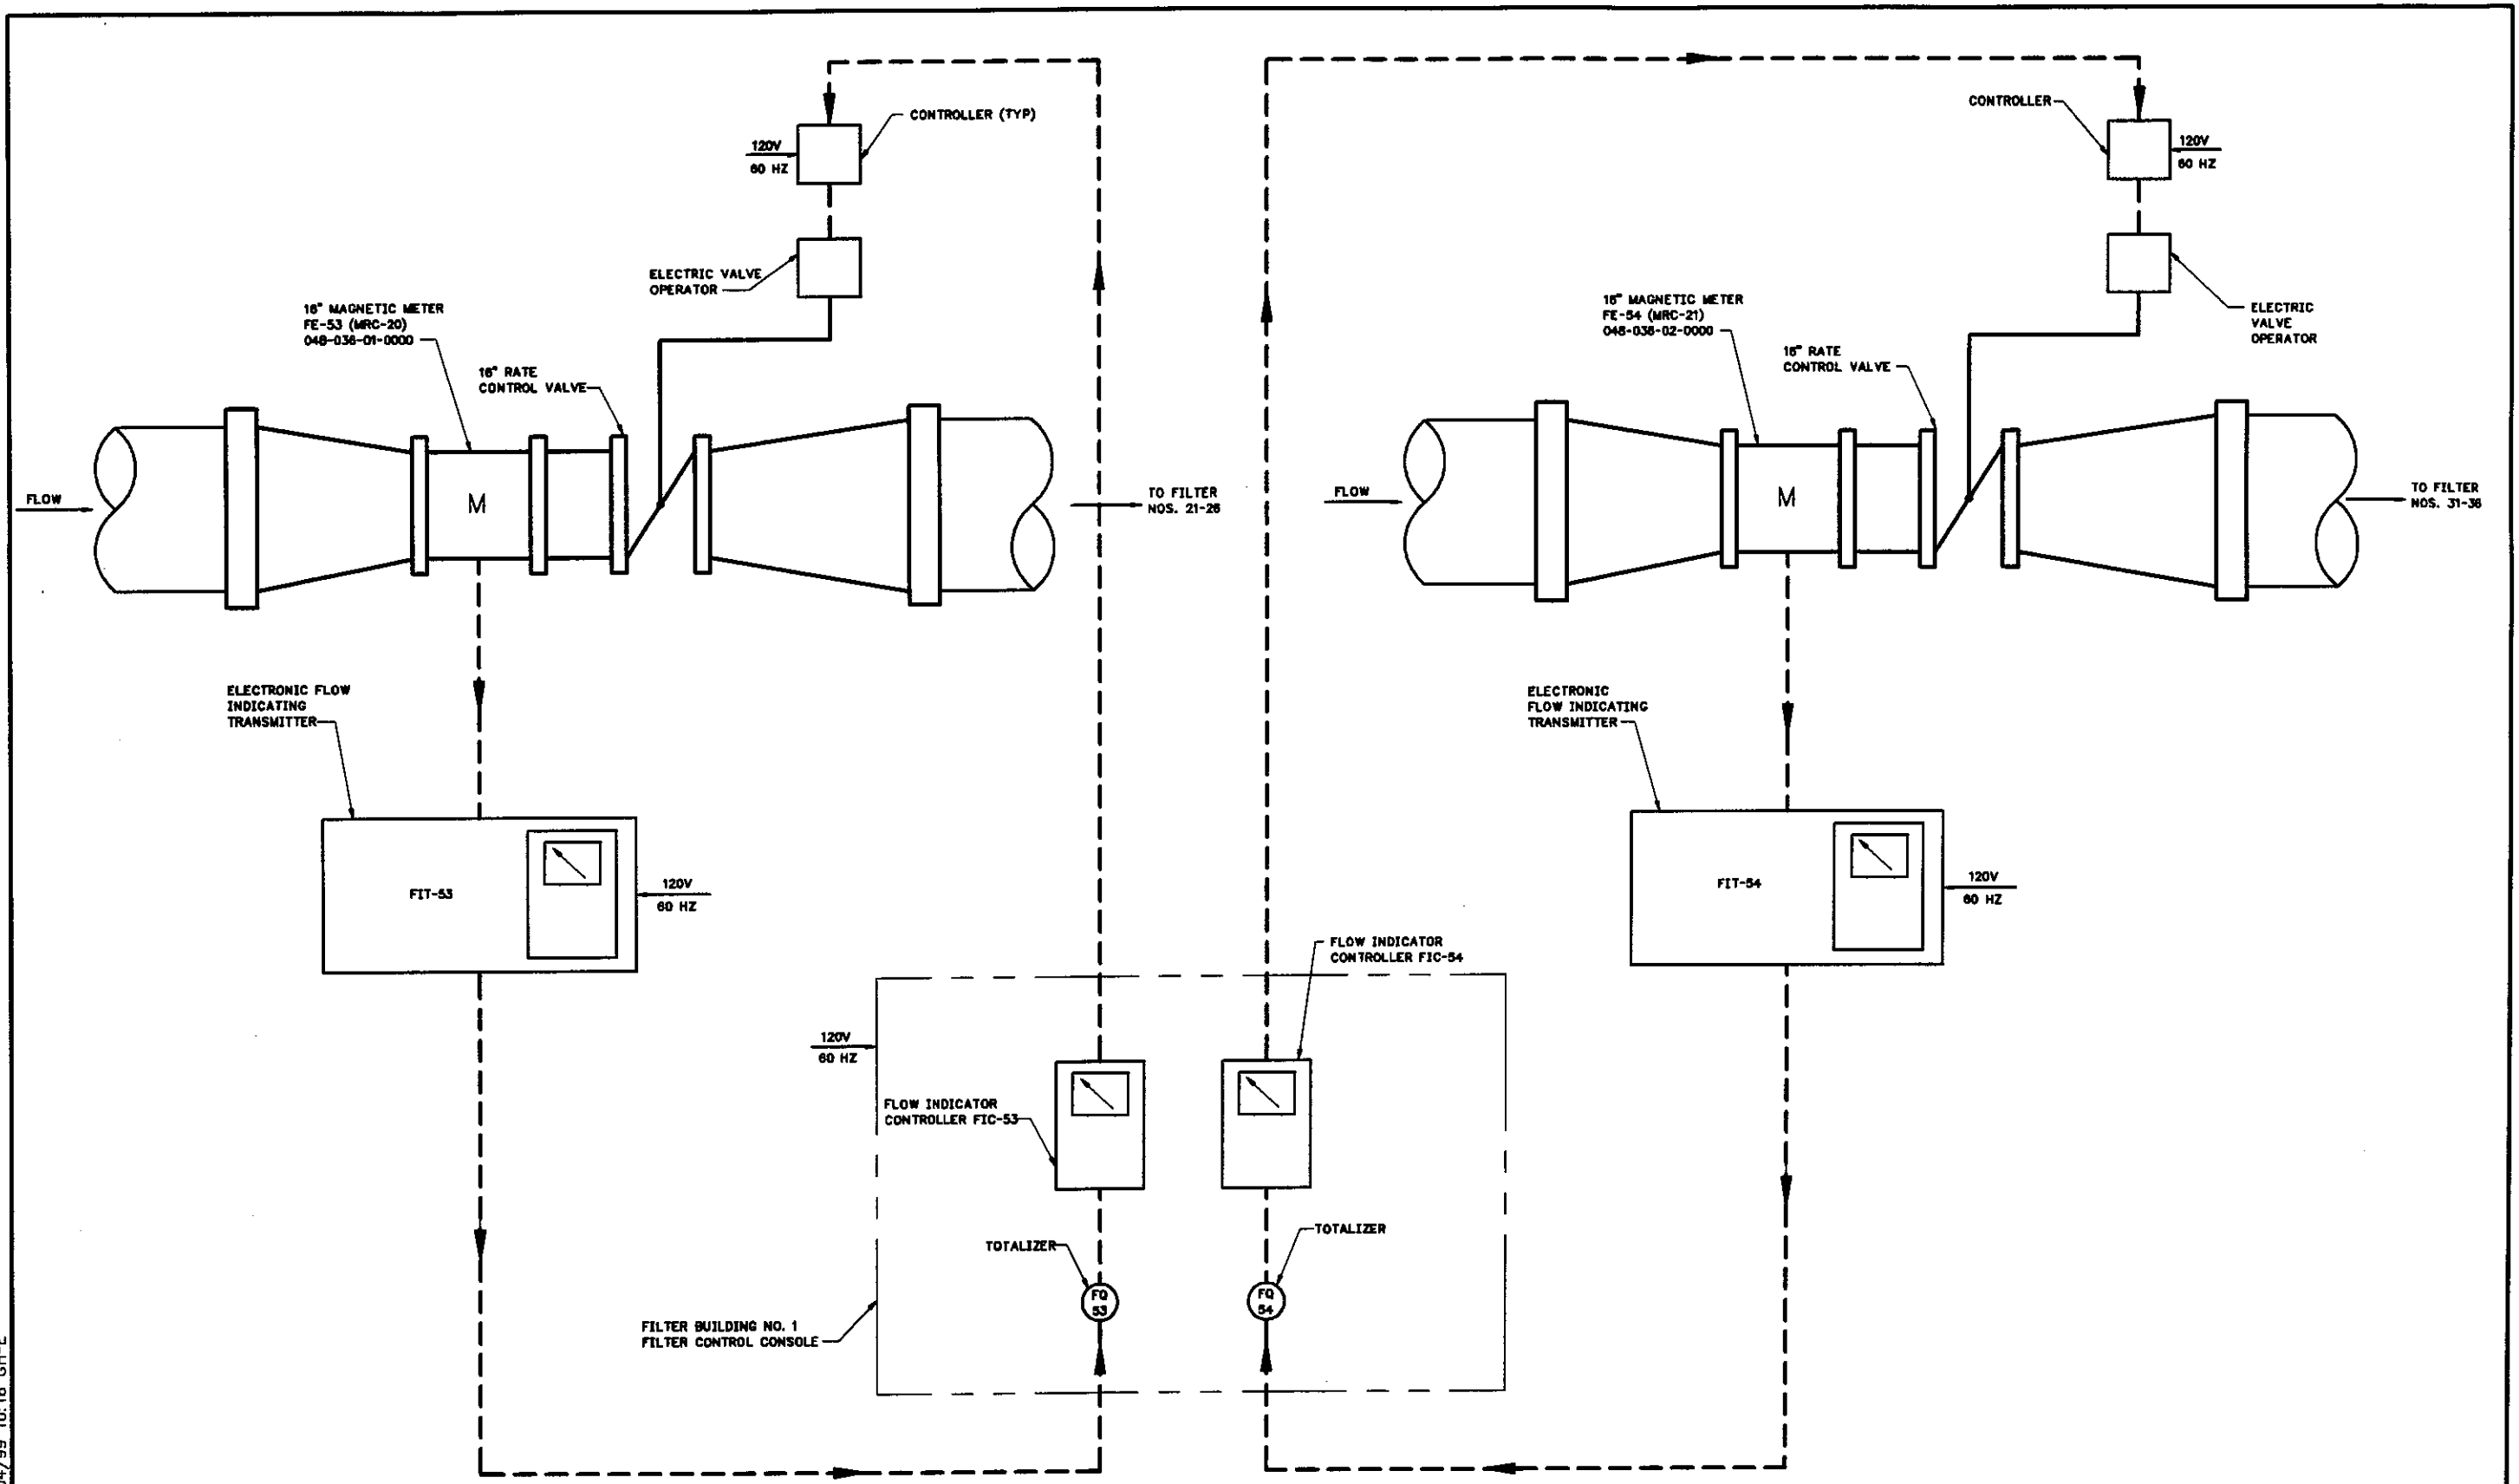 CONTROLLER (TYP)
120V
60 HZ
ELECTRIC VALVE
OPERATOR
16" MAGNETIC METER
FE-53 (MRC-20)
048-036-01-0000
16" RATE
CONTROL VALVE
FLOW
M
TO FILTER
NOS. 21-26
ELECTRONIC FLOW
INDICATING
TRANSMITTER
FIT-53
120V
60 HZ
CONTROLLER
120V
60 HZ
ELECTRIC
VALVE
OPERATOR
16" MAGNETIC METER
FE-54 (MRC-21)
048-036-02-0000
16" RATE
CONTROL VALVE
FLOW
M
TO FILTER
NOS. 31-36
ELECTRONIC
FLOW INDICATING
TRANSMITTER
FIT-54
120V
60 HZ
FLOW INDICATOR
CONTROLLER FIC-54
120V
60 HZ
FLOW INDICATOR
CONTROLLER FIC-53
TOTALIZER
TOTALIZER
FQ
53
FQ
54
FILTER BUILDING NO. 1
FILTER CONTROL CONSOLE